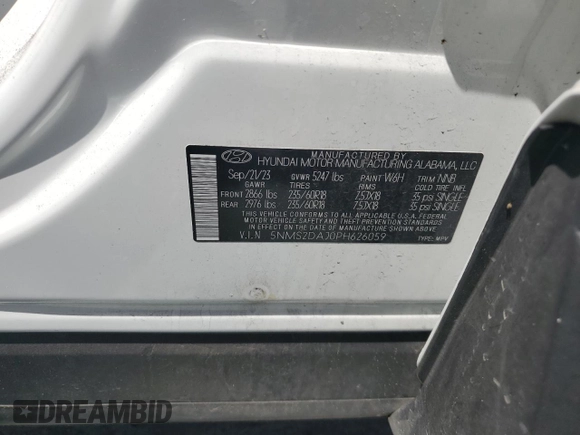 MANUFACTURED BY
HYUNDAI MOTOR MANUFACTURING ALABAMA, LLC
Sep/21/23 GVWR 5247 lbs PAINT W6H TRIM NNB
GAWR TIRES RIMS COLD TIRE INFL.
FRONT 2866 lbs 235/60R18 7.5JX18 35 psi SINGLE
REAR 2976 lbs 235/60R18 7.5JX18 35 psi SINGLE
THIS VEHICLE CONFORMS TO ALL APPLICABLE U.S.A. FEDERAL
MOTOR VEHICLE SAFETY AND THEFT PREVENTION STANDARDS
IN EFFECT ON THE DATE OF MANUFACTURE SHOWN ABOVE.
V.I.N 5NMS2DAJ0PH626059 TYPE: MPV
DREAMBID